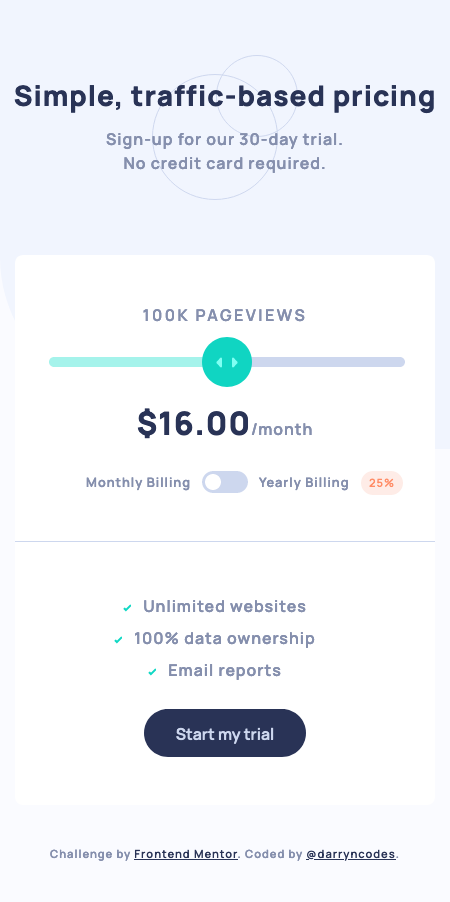 Simple, traffic-based pricing
Sign-up for our 30-day trial.
No credit card required.
100K PAGEVIEWS
$16.00/month
Monthly Billing Yearly Billing 25%
Unlimited websites
100% data ownership
Email reports
Start my trial
Challenge by Frontend Mentor. Coded by @darryncodes.